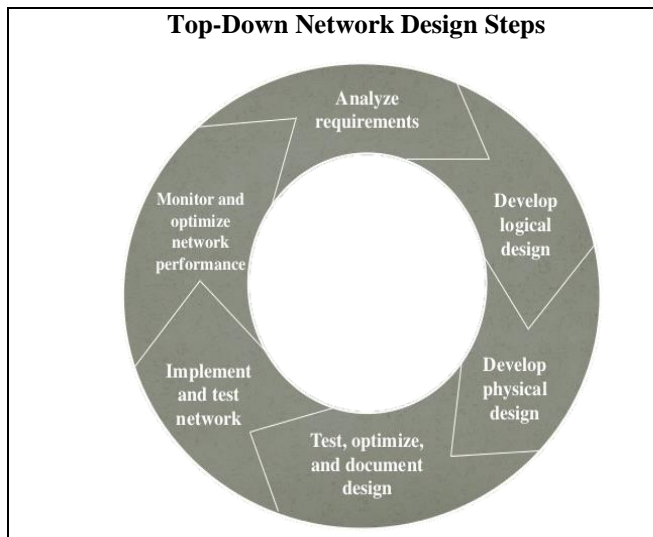 Top-Down Network Design Steps
Analyze
requirements
Develop
logical
design
Develop
physical
design
Test, optimize,
and document
design
Implement
and test
network
Monitor and
optimize
network
performance